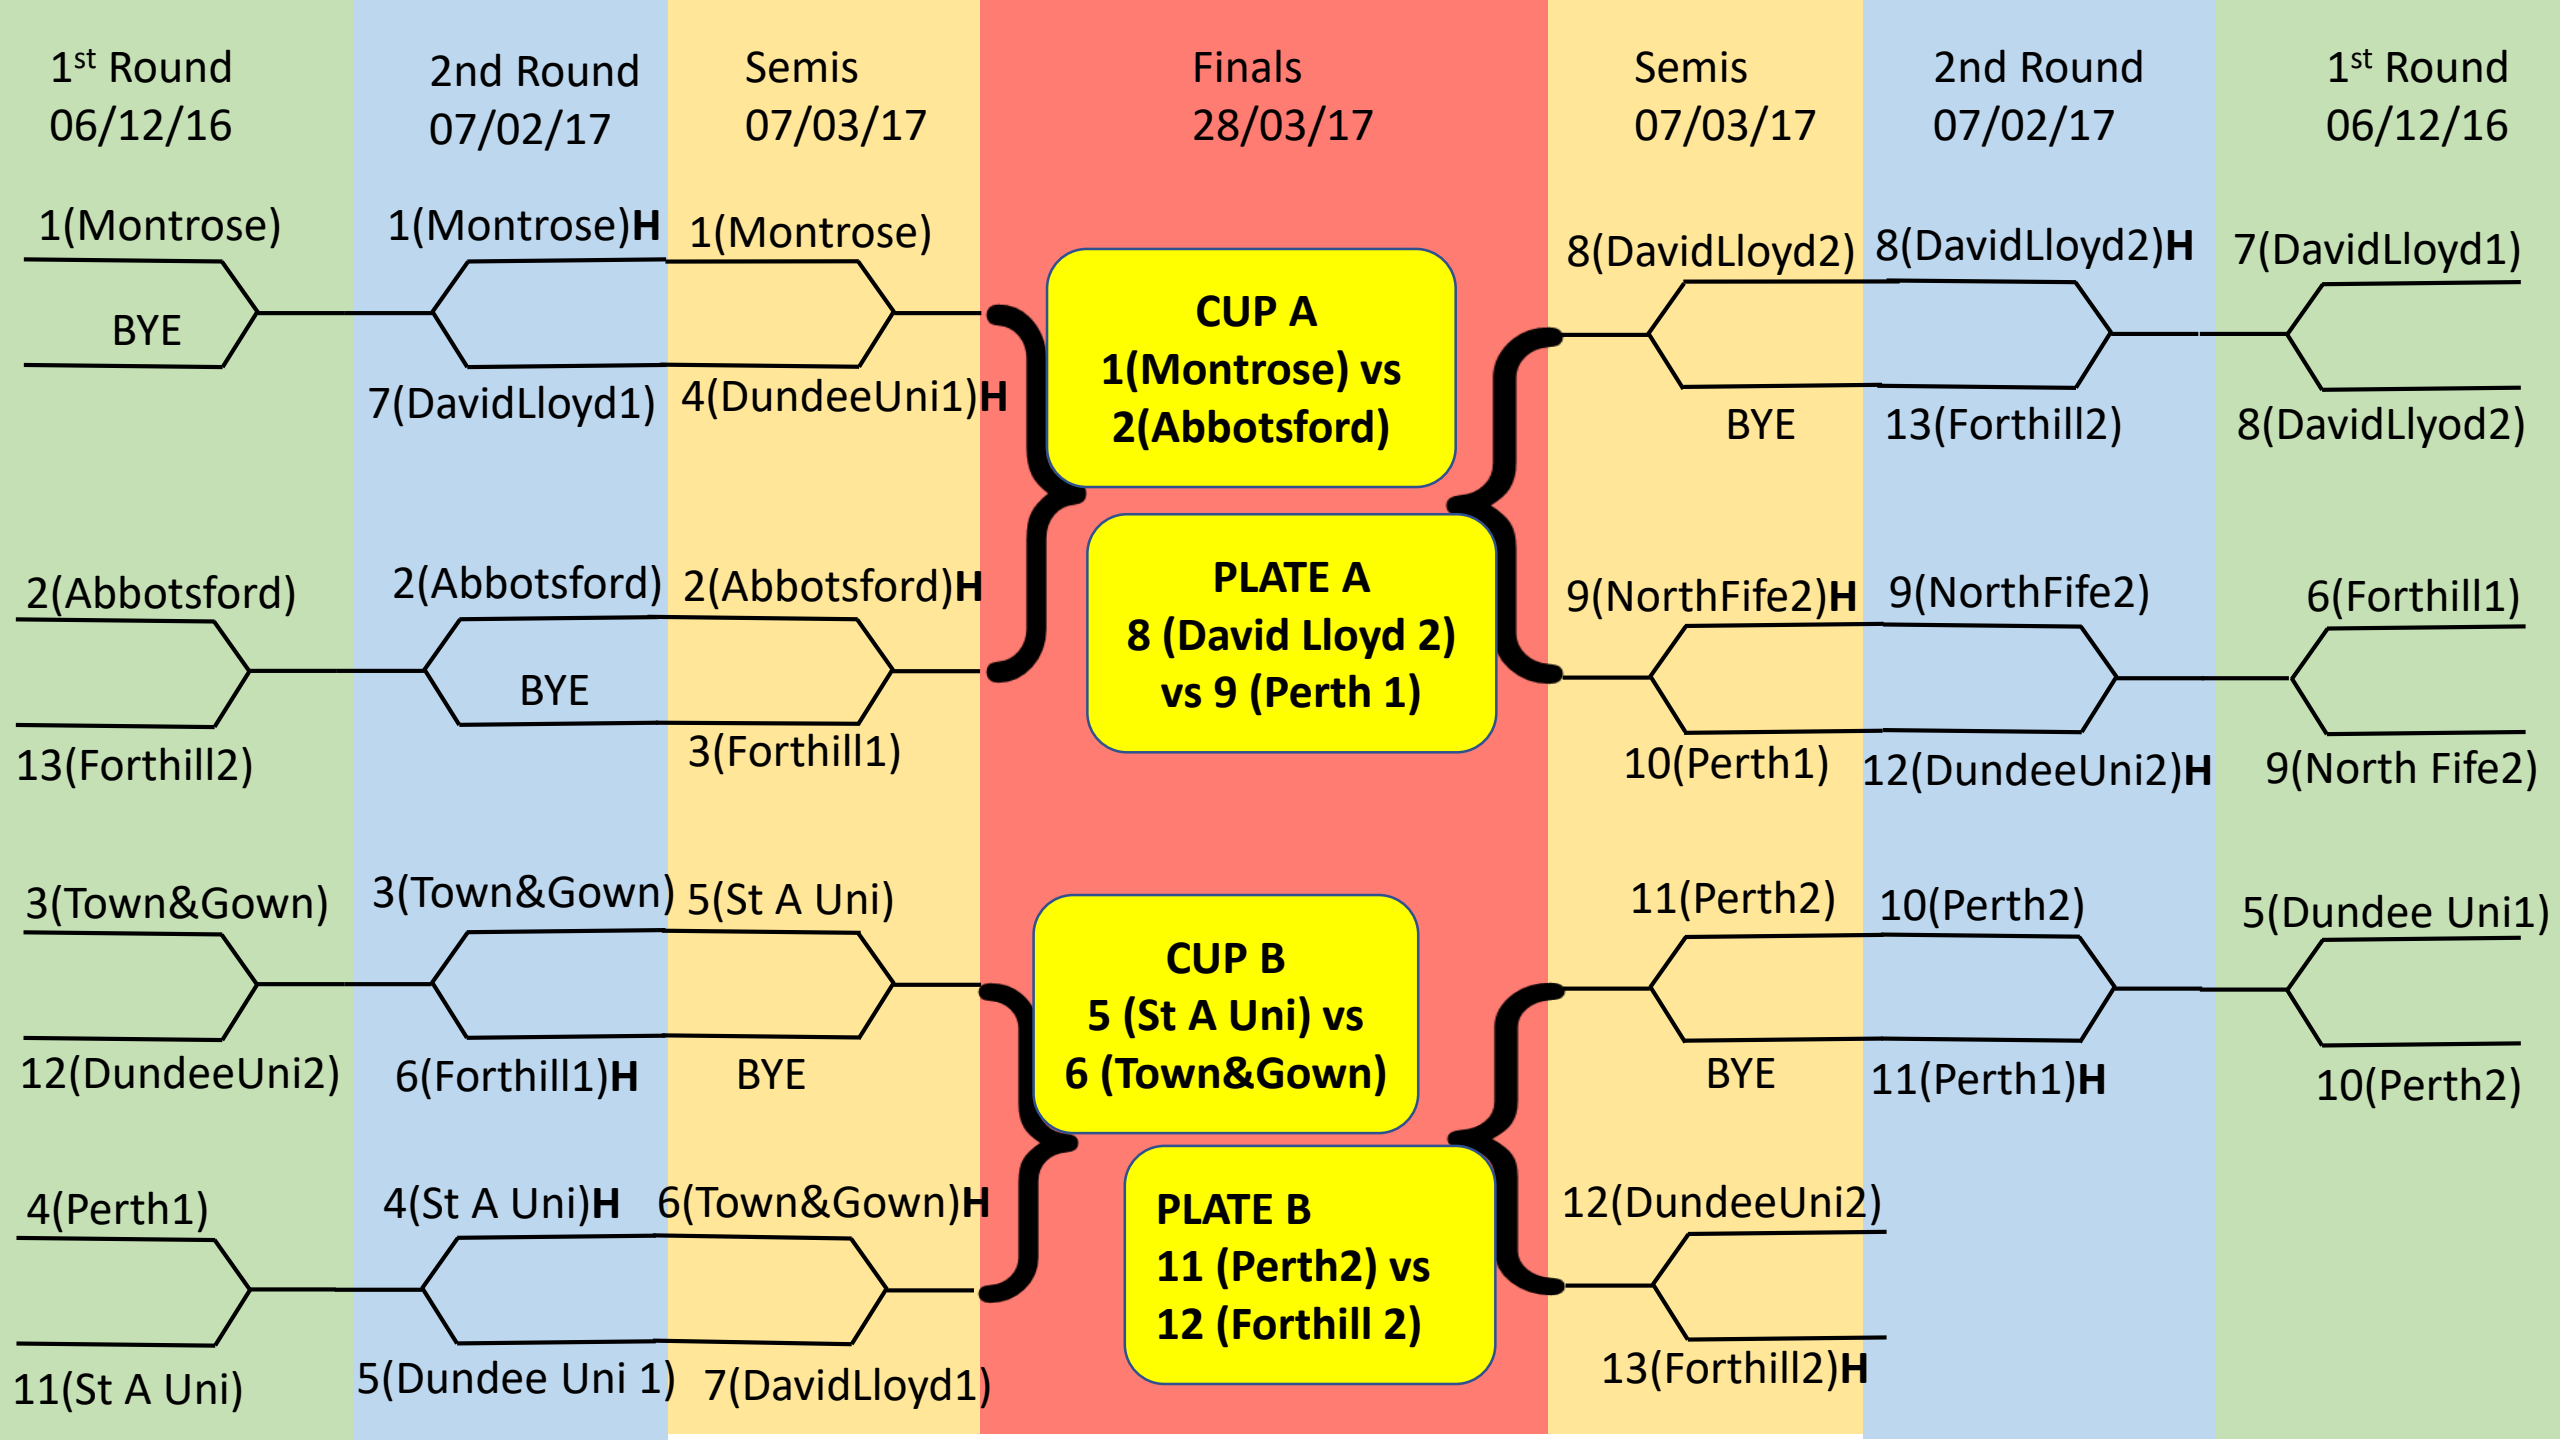 1st Round
06/12/16
2nd Round
07/02/17
Semis
07/03/17
Finals
28/03/17
Semis
07/03/17
2nd Round
07/02/17
1st Round
06/12/16
1(Montrose)
BYE
2(Abbotsford)
13(Forthill2)
3(Town&Gown)
12(DundeeUni2)
4(Perth1)
11(St A Uni)
1(Montrose)H
7(DavidLloyd1)
2(Abbotsford)
BYE
3(Town&Gown)
6(Forthill1)H
4(St A Uni)H
5(Dundee Uni 1)
1(Montrose)
4(DundeeUni1)H
2(Abbotsford)H
3(Forthill1)
5(St A Uni)
BYE
6(Town&Gown)H
7(DavidLloyd1)
CUP A
1(Montrose) vs
2(Abbotsford)
PLATE A
8 (David Lloyd 2)
vs 9 (Perth 1)
CUP B
5 (St A Uni) vs
6 (Town&Gown)
PLATE B
11 (Perth2) vs
12 (Forthill 2)
8(DavidLloyd2)
BYE
9(NorthFife2)H
10(Perth1)
11(Perth2)
BYE
12(DundeeUni2)
13(Forthill2)H
8(DavidLloyd2)H
13(Forthill2)
9(NorthFife2)
12(DundeeUni2)H
10(Perth2)
11(Perth1)H
7(DavidLloyd1)
8(DavidLlyod2)
6(Forthill1)
9(North Fife2)
5(Dundee Uni1)
10(Perth2)